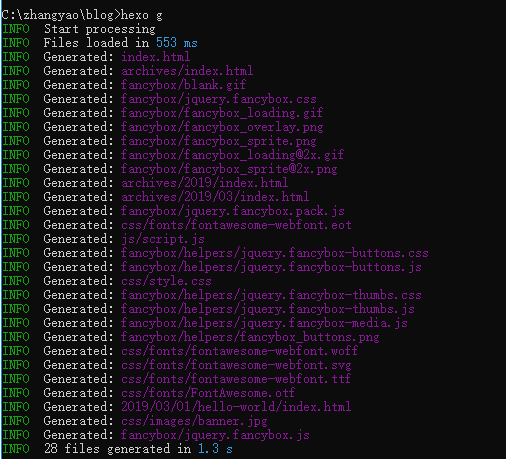 C:\zhangyao\blog>hexo g
INFO  Start processing
INFO  Files loaded in 553 ms
INFO  Generated: index.html
INFO  Generated: archives/index.html
INFO  Generated: fancybox/blank.gif
INFO  Generated: fancybox/jquery.fancybox.css
INFO  Generated: fancybox/fancybox_loading.gif
INFO  Generated: fancybox/fancybox_overlay.png
INFO  Generated: fancybox/fancybox_sprite.png
INFO  Generated: fancybox/fancybox_loading@2x.gif
INFO  Generated: fancybox/fancybox_sprite@2x.png
INFO  Generated: archives/2019/index.html
INFO  Generated: archives/2019/03/index.html
INFO  Generated: fancybox/jquery.fancybox.pack.js
INFO  Generated: css/fonts/fontawesome-webfont.eot
INFO  Generated: js/script.js
INFO  Generated: fancybox/helpers/jquery.fancybox-buttons.css
INFO  Generated: fancybox/helpers/jquery.fancybox-buttons.js
INFO  Generated: css/style.css
INFO  Generated: fancybox/helpers/jquery.fancybox-thumbs.css
INFO  Generated: fancybox/helpers/jquery.fancybox-thumbs.js
INFO  Generated: fancybox/helpers/jquery.fancybox-media.js
INFO  Generated: fancybox/helpers/fancybox_buttons.png
INFO  Generated: css/fonts/fontawesome-webfont.woff
INFO  Generated: css/fonts/fontawesome-webfont.svg
INFO  Generated: css/fonts/fontawesome-webfont.ttf
INFO  Generated: css/fonts/FontAwesome.otf
INFO  Generated: 2019/03/01/hello-world/index.html
INFO  Generated: css/images/banner.jpg
INFO  Generated: fancybox/jquery.fancybox.js
INFO  28 files generated in 1.3 s